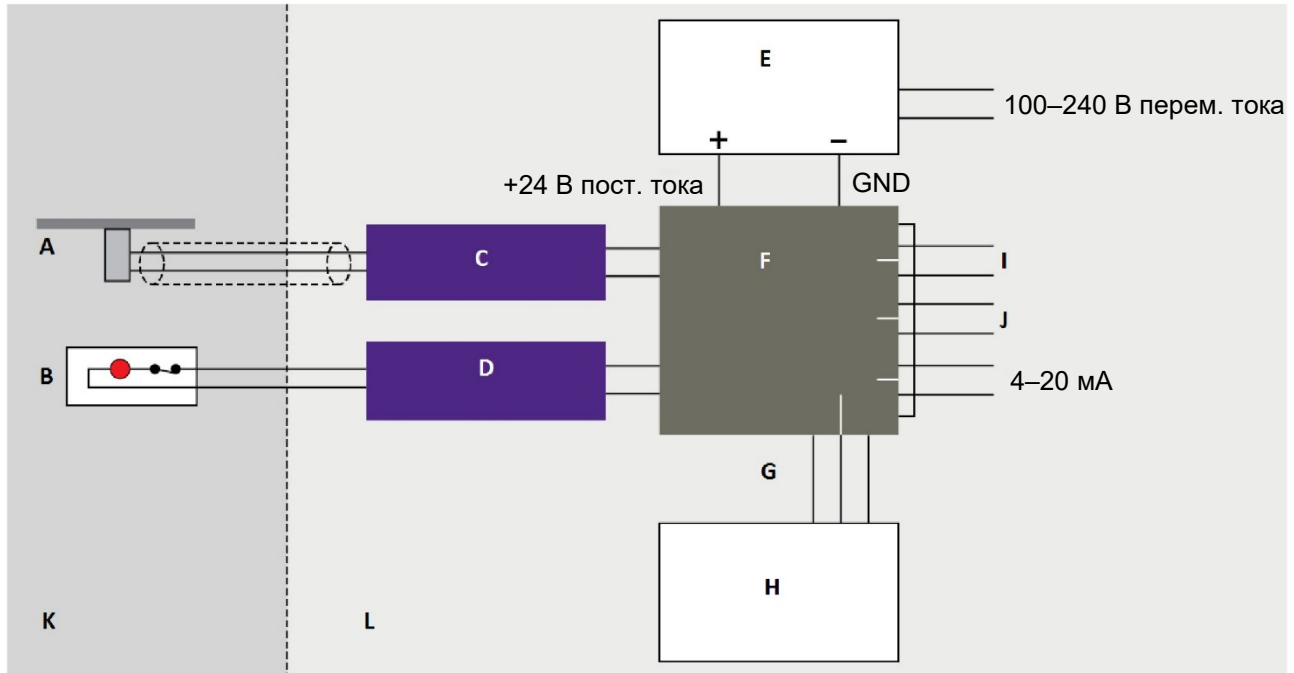 E
100–240 В перем. тока
+ –
+24 В пост. тока
GND
A
C
F
I
J
B
D
4–20 мА
G
H
K
L